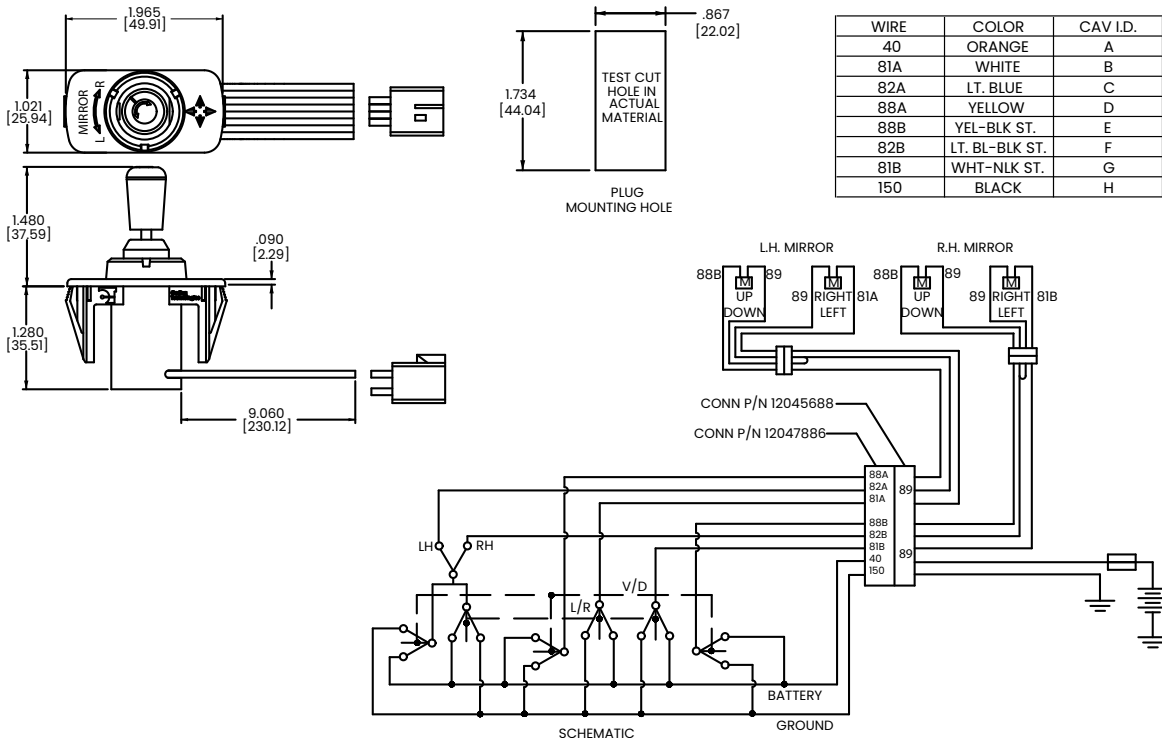 1.965
[49.91]
1.021
[25.94]
MIRROR
L
R
1.480
[37.59]
.090
[2.29]
1.280
[35.51]
9.060
[230.12]
.867
[22.02]
1.734
[44.04]
TEST CUT
HOLE IN
ACTUAL
MATERIAL
PLUG
MOUNTING HOLE
WIRE COLOR CAV I.D.
40 ORANGE A
81A WHITE B
82A LT. BLUE C
88A YELLOW D
88B YEL-BLK ST. E
82B LT. BL-BLK ST. F
81B WHT-NLK ST. G
150 BLACK H
L.H. MIRROR R.H. MIRROR
88B M 89 M 88B M 89 M
UP
DOWN
89 RIGHT 81A
LEFT
UP
DOWN
89 RIGHT 81B
LEFT
CONN P/N 12045688
CONN P/N 12047886
88A
82A
81A
89
88B
82B
81B
40
150
89
LH RH
V/D
L/R
BATTERY
GROUND
SCHEMATIC